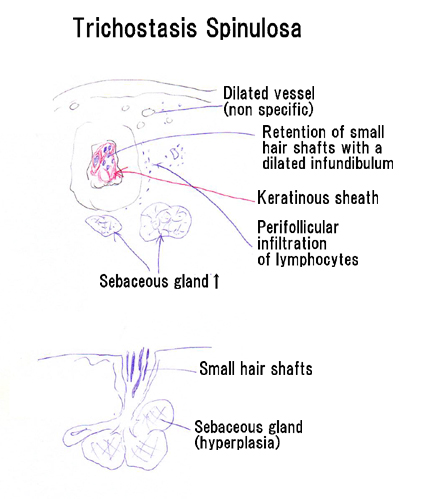 Trichostasis Spinulosa
Dilated vessel
(non specific)
Retention of small
hair shafts with a
dilated infundibulum
Keratinous sheath
Perifollicular
infiltration
of lymphocytes
Sebaceous gland↑
Small hair shafts
Sebaceous gland
(hyperplasia)